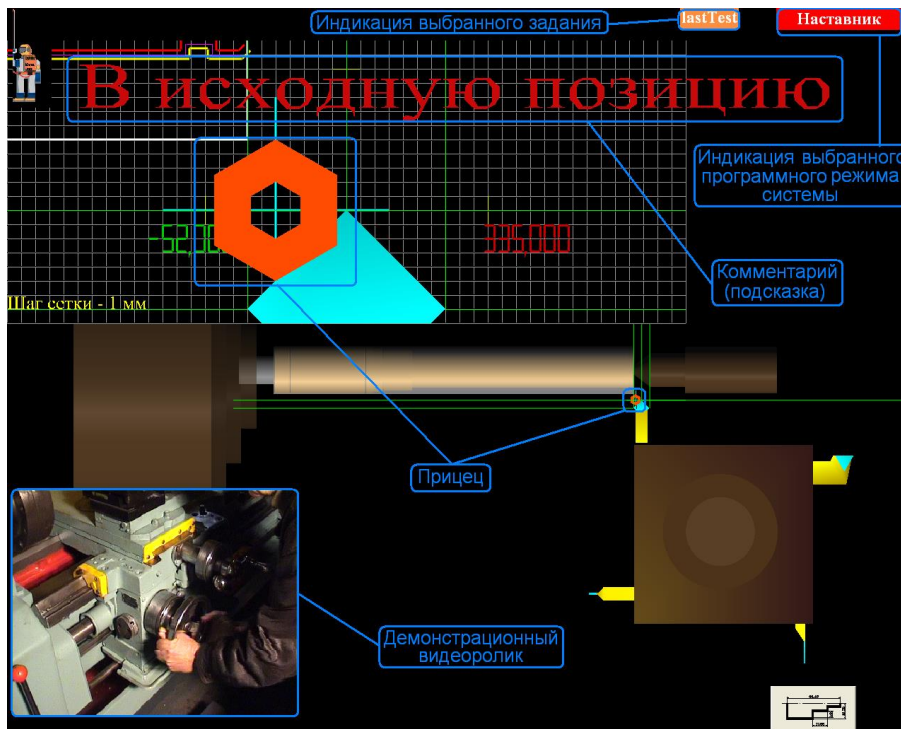 Индикация выбранного задания
lastTest
Наставник
В исходную позицию
Индикация выбранного
программного режима
системы
-52,00
335,000
Комментарий
(подсказка)
Шаг сетки - 1 мм
Прицец
Демонстрационный
видеоролик